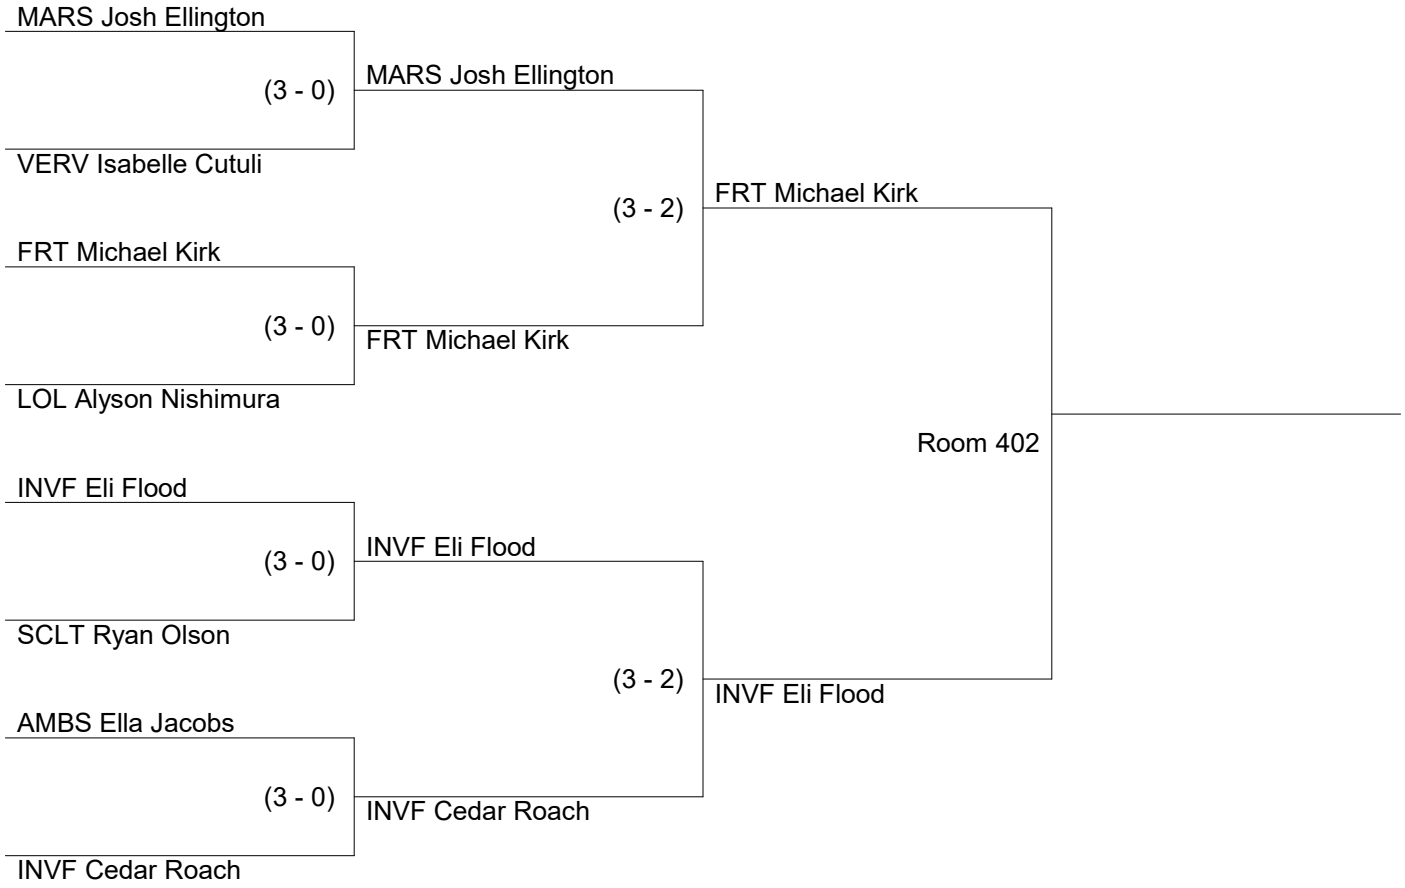 MARS Josh Ellington
MARS Josh Ellington
(3 - 0)
VERV Isabelle Cutuli
FRT Michael Kirk
(3 - 2)
FRT Michael Kirk
(3 - 0)
FRT Michael Kirk
LOL Alyson Nishimura
Room 402
INVF Eli Flood
INVF Eli Flood
(3 - 0)
SCLT Ryan Olson
(3 - 2)
INVF Eli Flood
AMBS Ella Jacobs
(3 - 0)
INVF Cedar Roach
INVF Cedar Roach